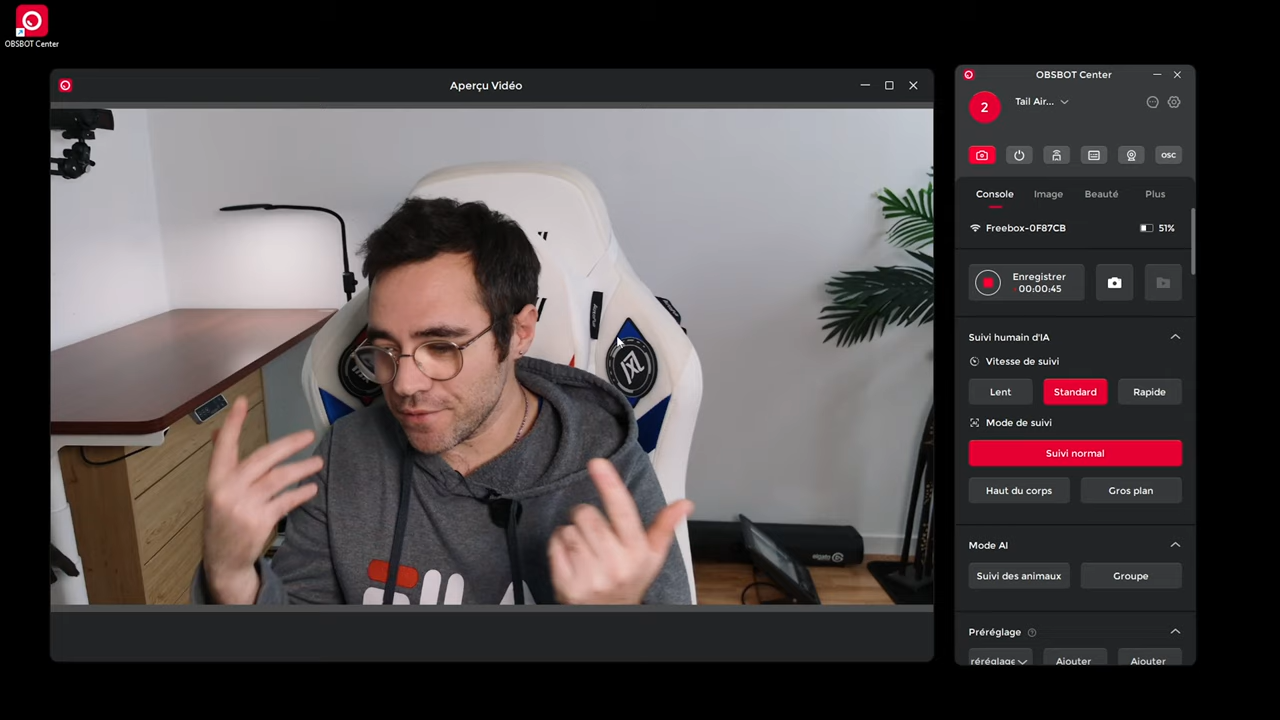 OBSBOT Center
Aperçu Vidéo
FILA
OBSBOT Center
2
Tail Air...
OSC
Console Image Beauté Plus
Freebox-0F87CB 51%
Enregistrer
00:00:45
Suivi humain d'IA
Vitesse de suivi
Lent Standard Rapide
Mode de suivi
Suivi normal
Haut du corps Gros plan
Mode AI
Suivi des animaux Groupe
Préréglage
réréglage Ajouter Ajouter